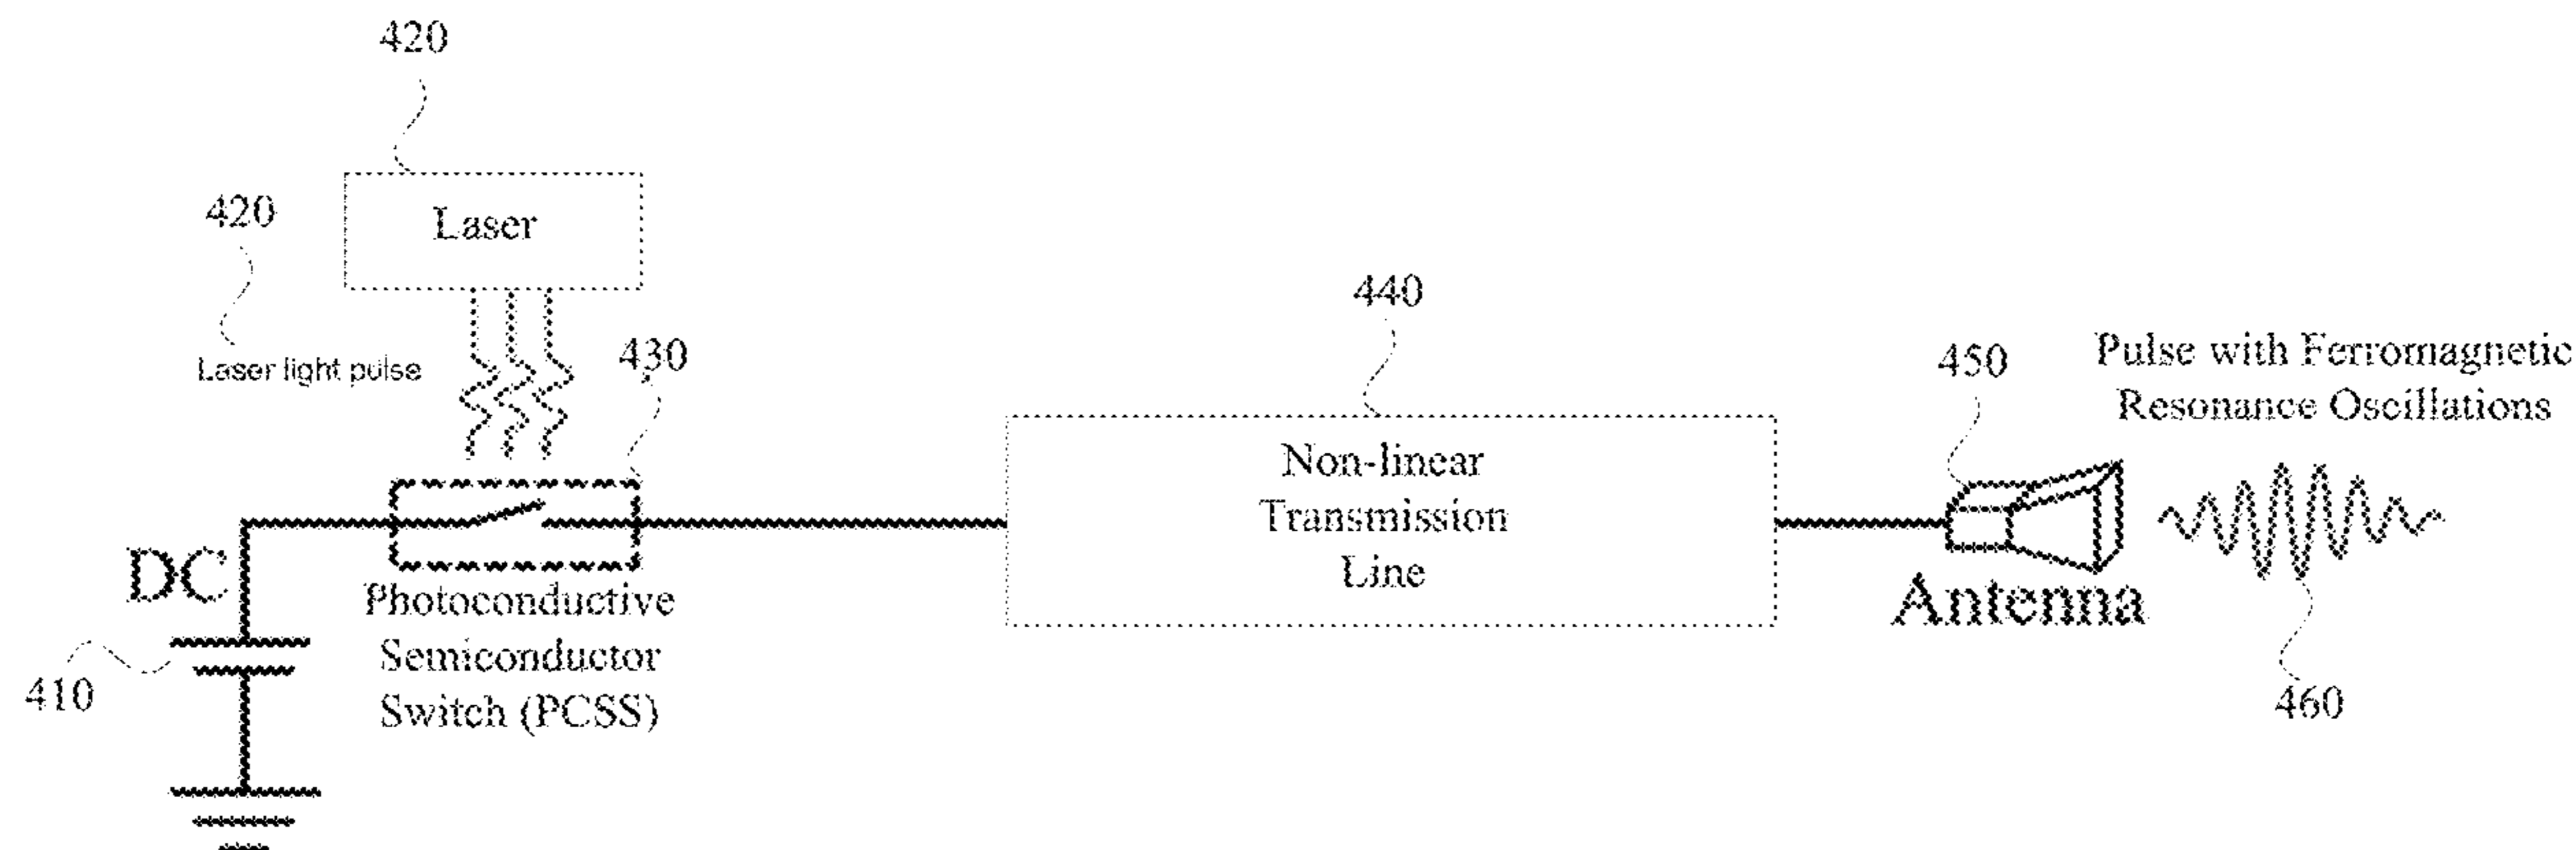 420
420
Laser
Laser light pulse
430
440
450
Pulse with Ferromagnetic
Resonance Oscillations
Non-linear
Transmission
Line
DC
Photoconductive
Semiconductor
Switch (PCSS)
Antenna
410
460